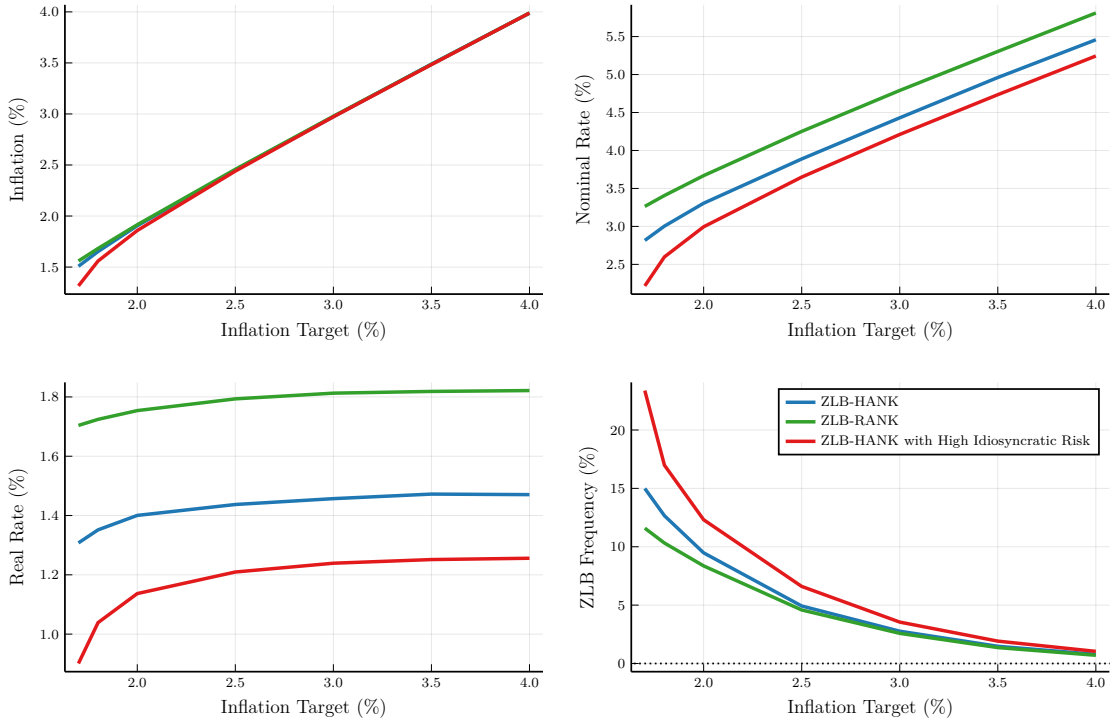 Inflation (%)
4.0
3.5
3.0
2.5
2.0
1.5
2.0 2.5 3.0 3.5 4.0
Inflation Target (%)
Nominal Rate (%)
5.5
5.0
4.5
4.0
3.5
3.0
2.5
2.0 2.5 3.0 3.5 4.0
Inflation Target (%)
Real Rate (%)
1.8
1.6
1.4
1.2
1.0
2.0 2.5 3.0 3.5 4.0
Inflation Target (%)
ZLB Frequency (%)
20
15
10
5
0
ZLB-HANK
ZLB-RANK
ZLB-HANK with High Idiosyncratic Risk
2.0 2.5 3.0 3.5 4.0
Inflation Target (%)